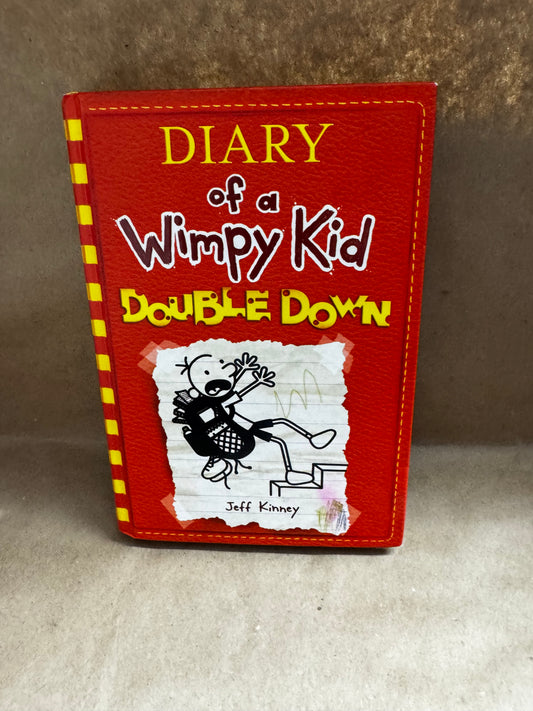 DIARY
of a
Wimpy Kid
DOUBLE DOWN
Jeff Kinney